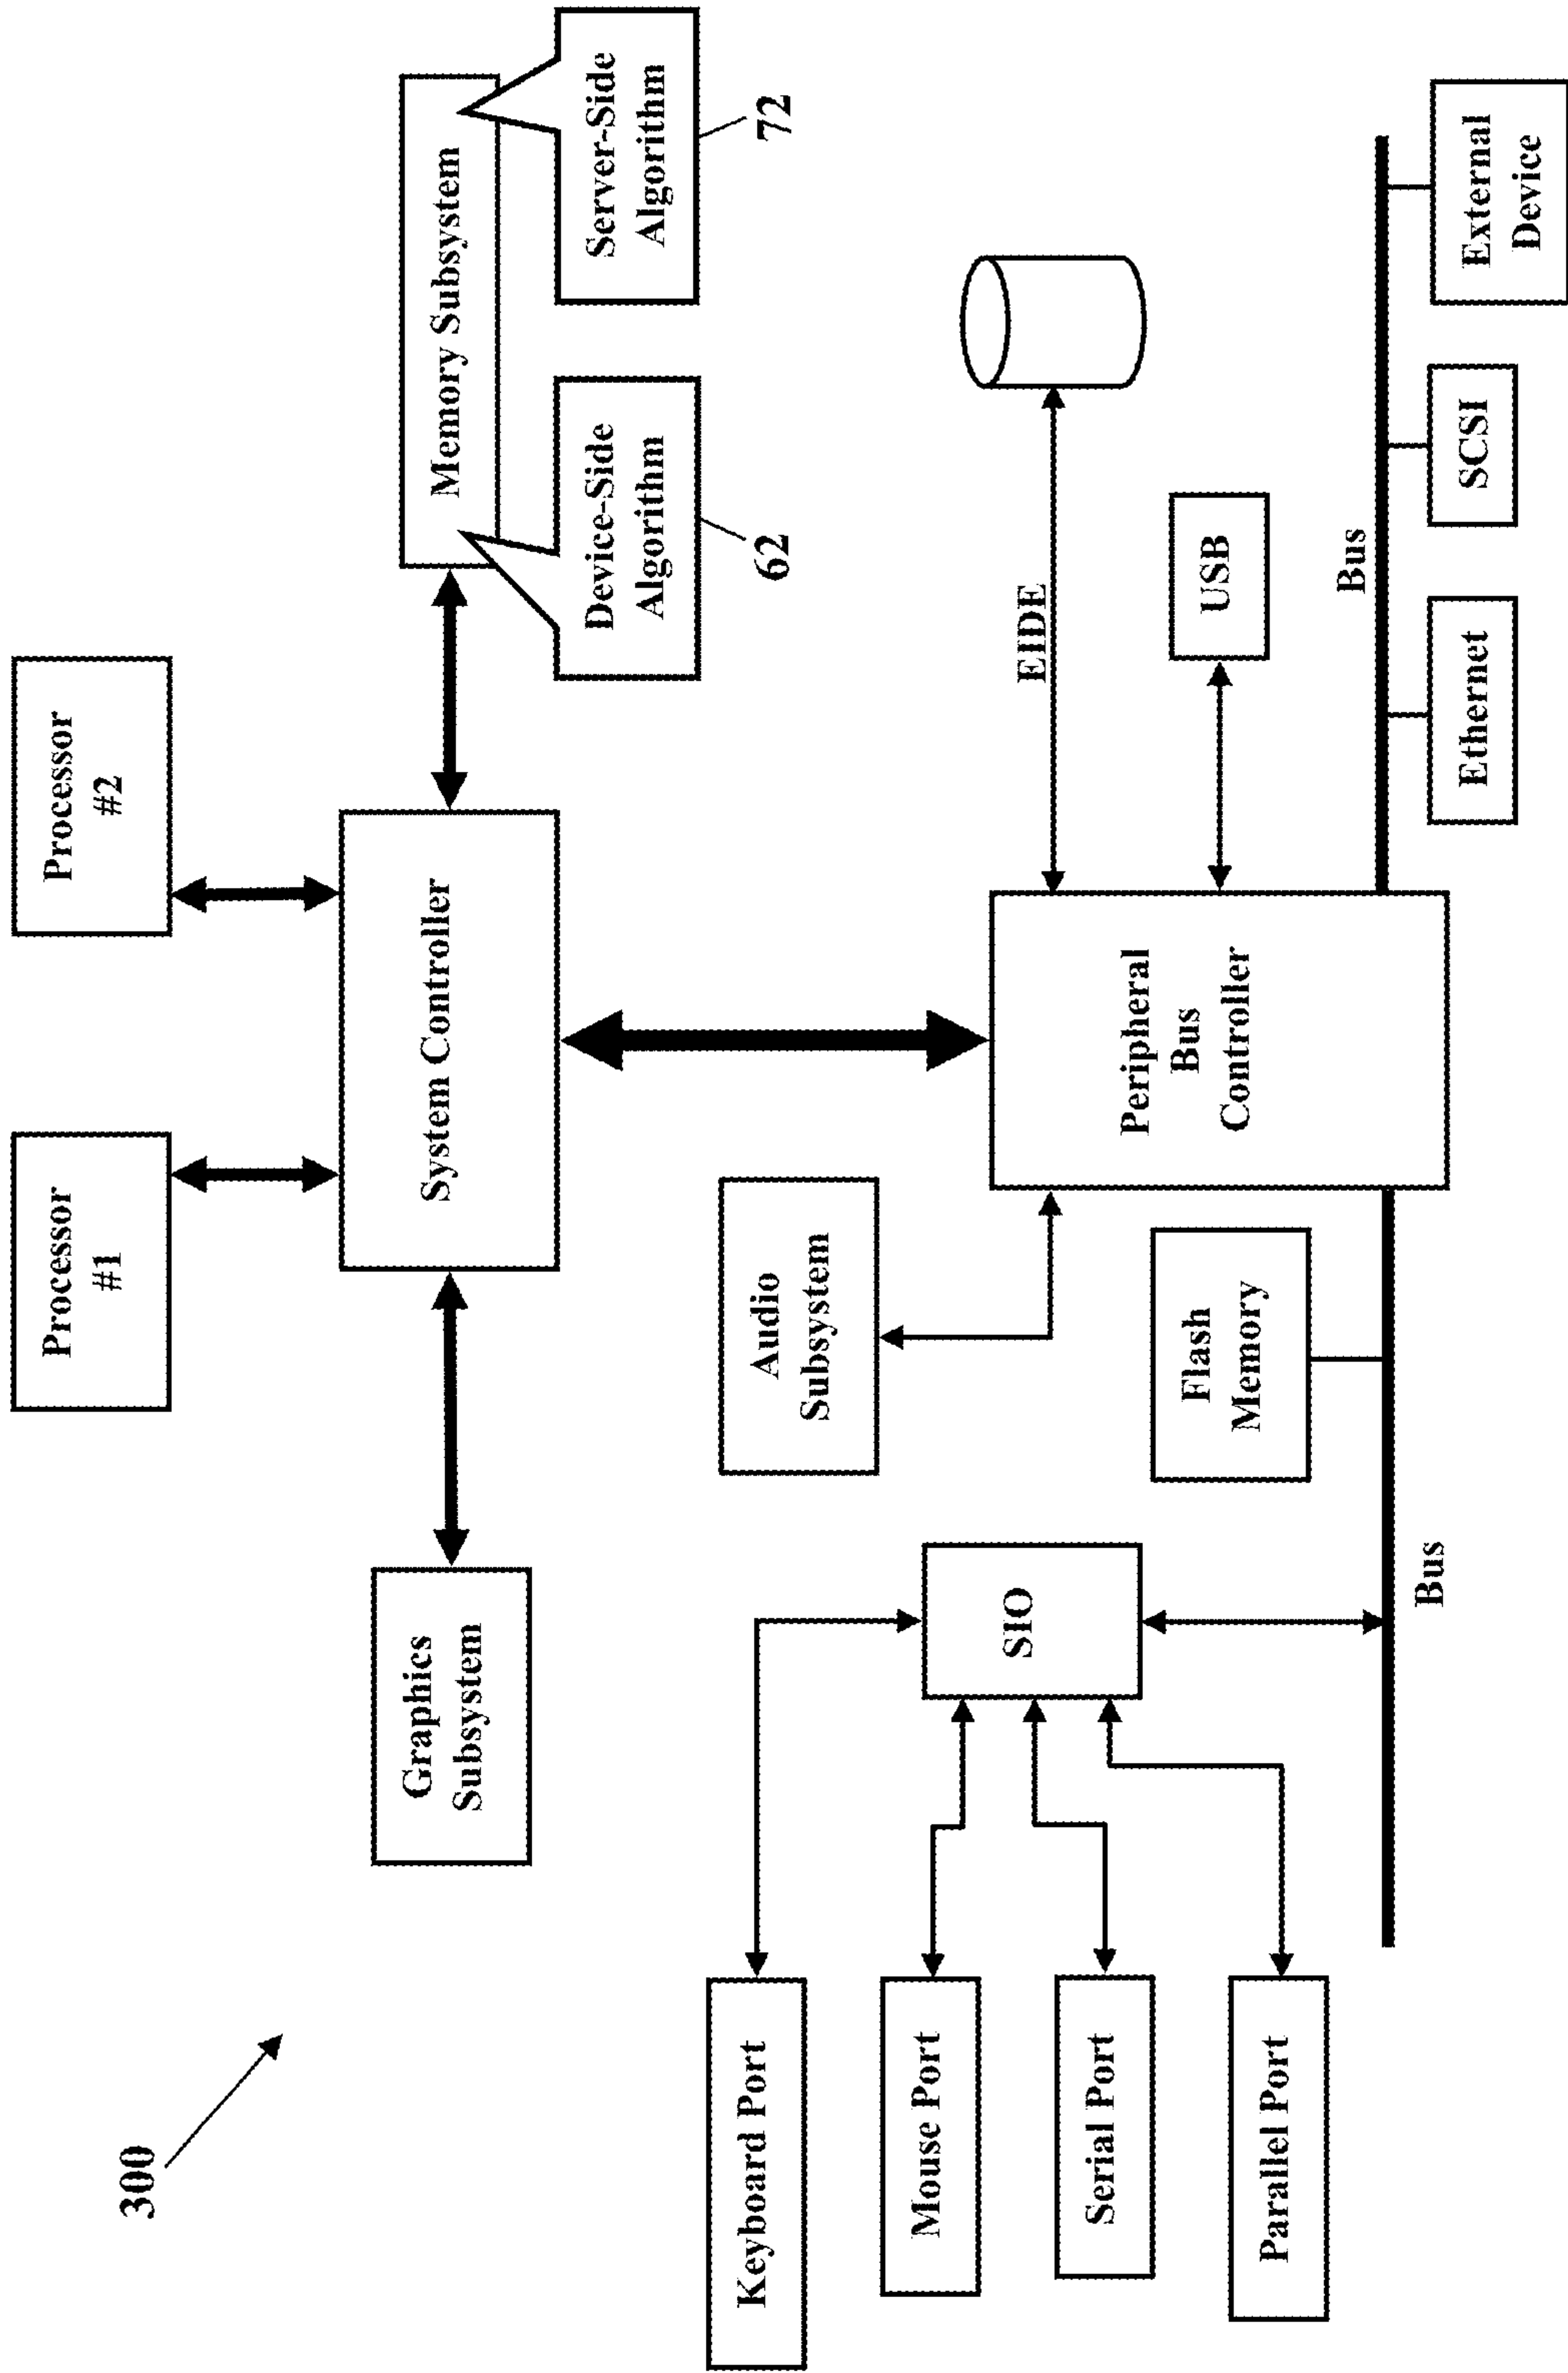 300
Processor
#1
Processor
#2
Graphics
Subsystem
System Controller
Memory Subsystem
Device-Side
Algorithm
Server-Side
Algorithm
62
72
Keyboard Port
Mouse Port
Serial Port
Parallel Port
SIO
Audio
Subsystem
Flash
Memory
Peripheral
Bus
Controller
EIDE
USB
Bus
Bus
Ethernet
SCSI
External
Device